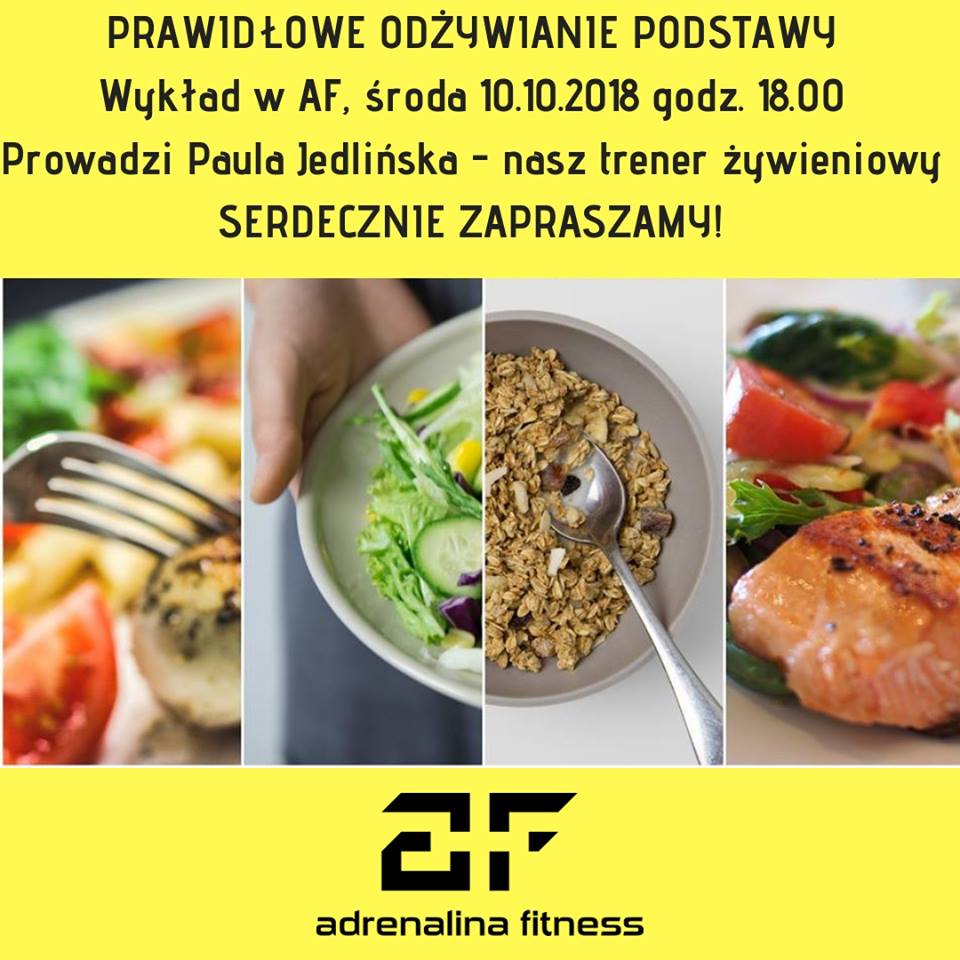 PRAWIDŁOWE ODŻYWIANIE PODSTAWY
Wykład w AF, środa 10.10.2018 godz. 18.00
Prowadzi Paula Jedlińska - nasz trener żywieniowy
SERDECZNIE ZAPRASZAMY!
AF
adrenalina fitness